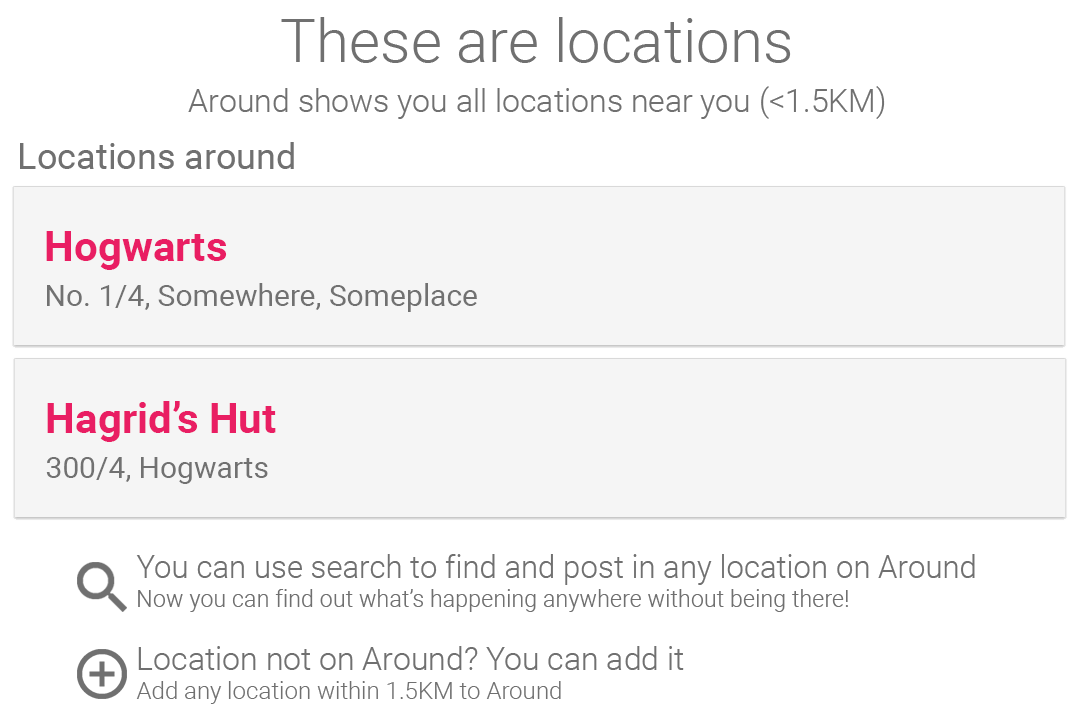 These are locations
Around shows you all locations near you (<1.5KM)
Locations around
Hogwarts
No. 1/4, Somewhere, Someplace
Hagrid’s Hut
300/4, Hogwarts
You can use search to find and post in any location on Around
Now you can find out what’s happening anywhere without being there!
Location not on Around? You can add it
Add any location within 1.5KM to Around